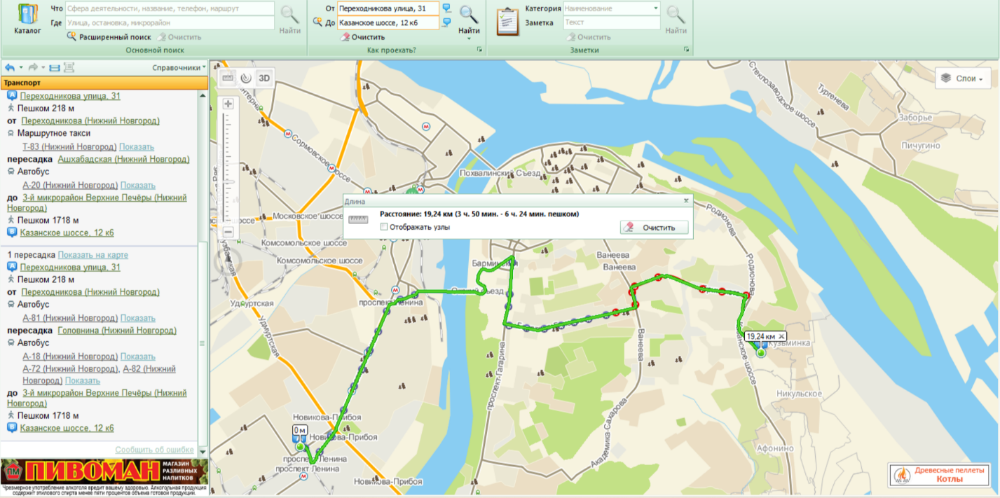 Что Сфера деятельности, название, телефон, маршрут
Где Улица, остановка, микрорайон
Каталог
Найти
Расширенный поиск Очистить
Основной поиск
От Переходникова улица, 31
До Казанское шоссе, 12 к6
Найти
Очистить
Как проехать?
Категория Наименование
Заметка Текст
Найти
Очистить
Заметки
Справочники
Транспорт
A Переходникова улица, 31
Пешком 218 м
от Переходникова (Нижний Новгород)
Маршрутное такси
Т-83 (Нижний Новгород) Показать
пересадка Ашхабадская (Нижний Новгород)
Автобус
А-20 (Нижний Новгород) Показать
до 3-й микрорайон Верхние Печёры (Нижний
Новгород)
Пешком 1718 м
B Казанское шоссе, 12 к6
1 пересадка Показать на карте
A Переходникова улица, 31
Пешком 218 м
от Переходникова (Нижний Новгород)
Автобус
А-81 (Нижний Новгород) Показать
пересадка Головнина (Нижний Новгород)
Автобус
А-18 (Нижний Новгород) Показать
А-72 (Нижний Новгород), А-82 (Нижний
Новгород) Показать
до 3-й микрорайон Верхние Печёры (Нижний
Новгород)
Пешком 1718 м
B Казанское шоссе, 12 к6
Сообщить об ошибке
ПМ ПИВОМАН
МАГАЗИН
РАЗЛИВНЫХ
НАПИТКОВ
Чрезмерное употребление алкоголя вредит вашему здоровью. Алкогольная продукция
содержит этилового спирта менее пяти процентов объема готовой продукции.
3D
Слои
Стеклозаводское-шоссе
Тургенева
Заборье
Пичугино
Сормовское-шоссе
Похвалинский Съезд
Длина
Расстояние: 19,24 км (3 ч. 50 мин. - 6 ч. 24 мин. пешком)
Отображать узлы
Очистить
Московское шоссе
Родионова
Комсомольское шоссе
Комсомольское шоссе
Ванеева
Ванеева
Родионова
Удмуртская
проспект Ленина
Удмуртская
19,24 км
Кузьминка
Ванеева
Казанское-шоссе
проспект-Гагарина
Никульское
Новикова-Прибоя
0 м
Новикова-Прибоя
Академика Сахарова
Афонино
проспект Ленина
проспект Ленина
Новикова-Прибоя
Древесные пеллеты
Котлы